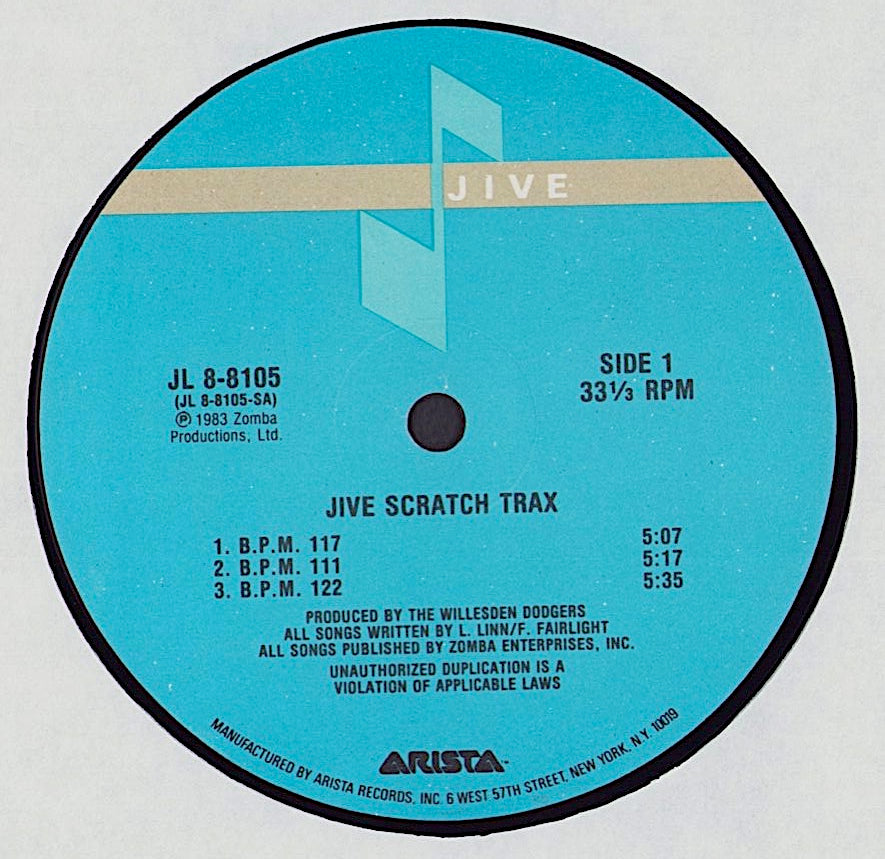 JIVE
JL 8-8105
(JL 8-8105-SA)
℗ 1983 Zomba
Productions, Ltd.
SIDE 1
33⅓ RPM
JIVE SCRATCH TRAX
1. B.P.M. 117 5:07
2. B.P.M. 111 5:17
3. B.P.M. 122 5:35
PRODUCED BY THE WILLESDEN DODGERS
ALL SONGS WRITTEN BY L. LINN/F. FAIRLIGHT
ALL SONGS PUBLISHED BY ZOMBA ENTERPRISES, INC.
UNAUTHORIZED DUPLICATION IS A
VIOLATION OF APPLICABLE LAWS
ARISTA™
MANUFACTURED BY ARISTA RECORDS, INC. 6 WEST 57TH STREET, NEW YORK, N.Y. 10019